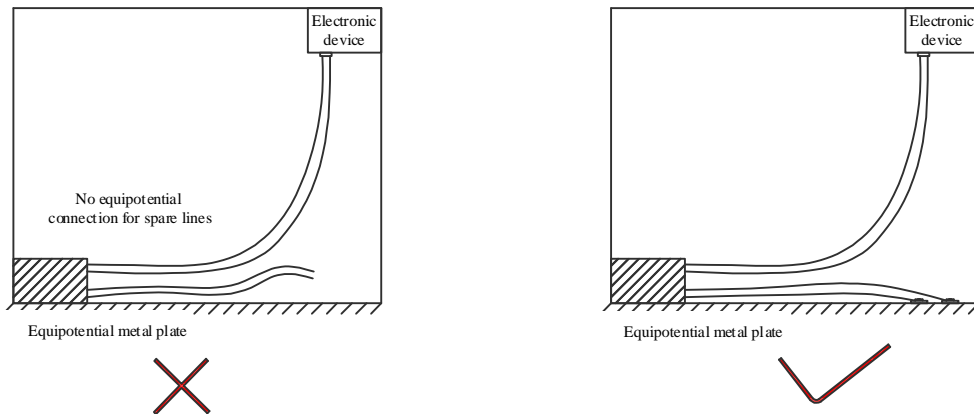 Electronic
device
No equipotential
connection for spare lines
Equipotential metal plate
Electronic
device
Equipotential metal plate